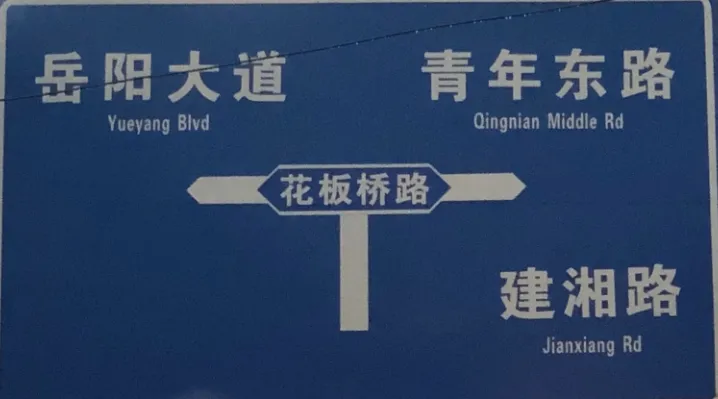 岳阳大道
Yueyang Blvd
青年东路
Qingnian Middle Rd
花板桥路
建湘路
Jianxiang Rd